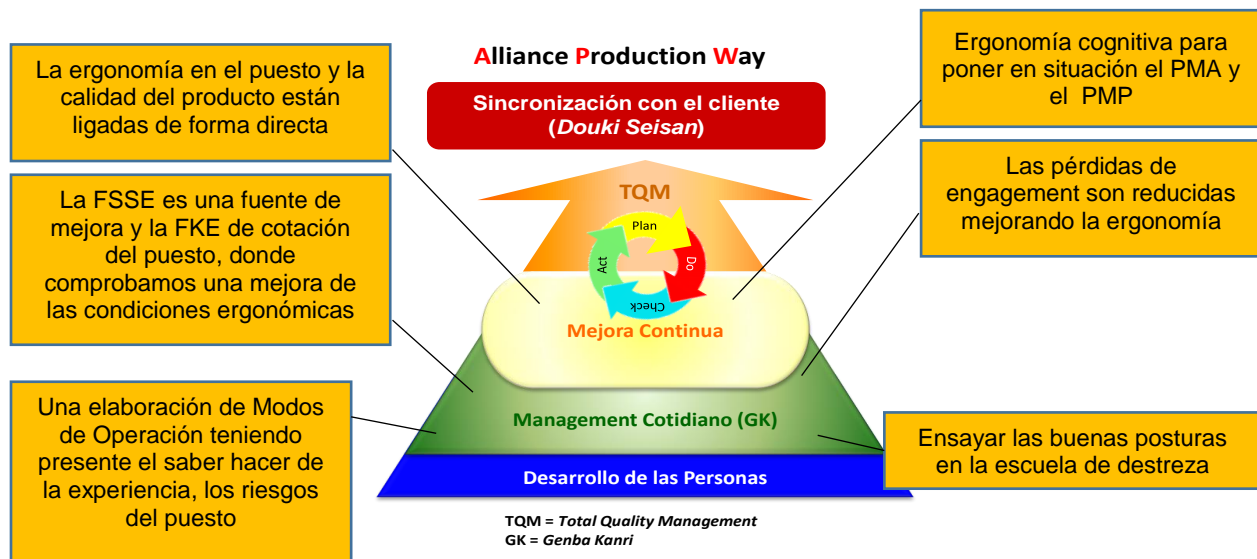 La ergonomía en el puesto y la
calidad del producto están
ligadas de forma directa
La FSSE es una fuente de
mejora y la FKE de cotación
del puesto, donde
comprobamos una mejora de
las condiciones ergonómicas
Una elaboración de Modos
de Operación teniendo
presente el saber hacer de
la experiencia, los riesgos
del puesto
Alliance Production Way
Sincronización con el cliente
(Douki Seisan)
TQM
Plan
Do
Check
Act
Mejora Continua
Management Cotidiano (GK)
Desarrollo de las Personas
TQM = Total Quality Management
GK = Genba Kanri
Ergonomía cognitiva para
poner en situación el PMA y
el PMP
Las pérdidas de
engagement son reducidas
mejorando la ergonomía
Ensayar las buenas posturas
en la escuela de destreza